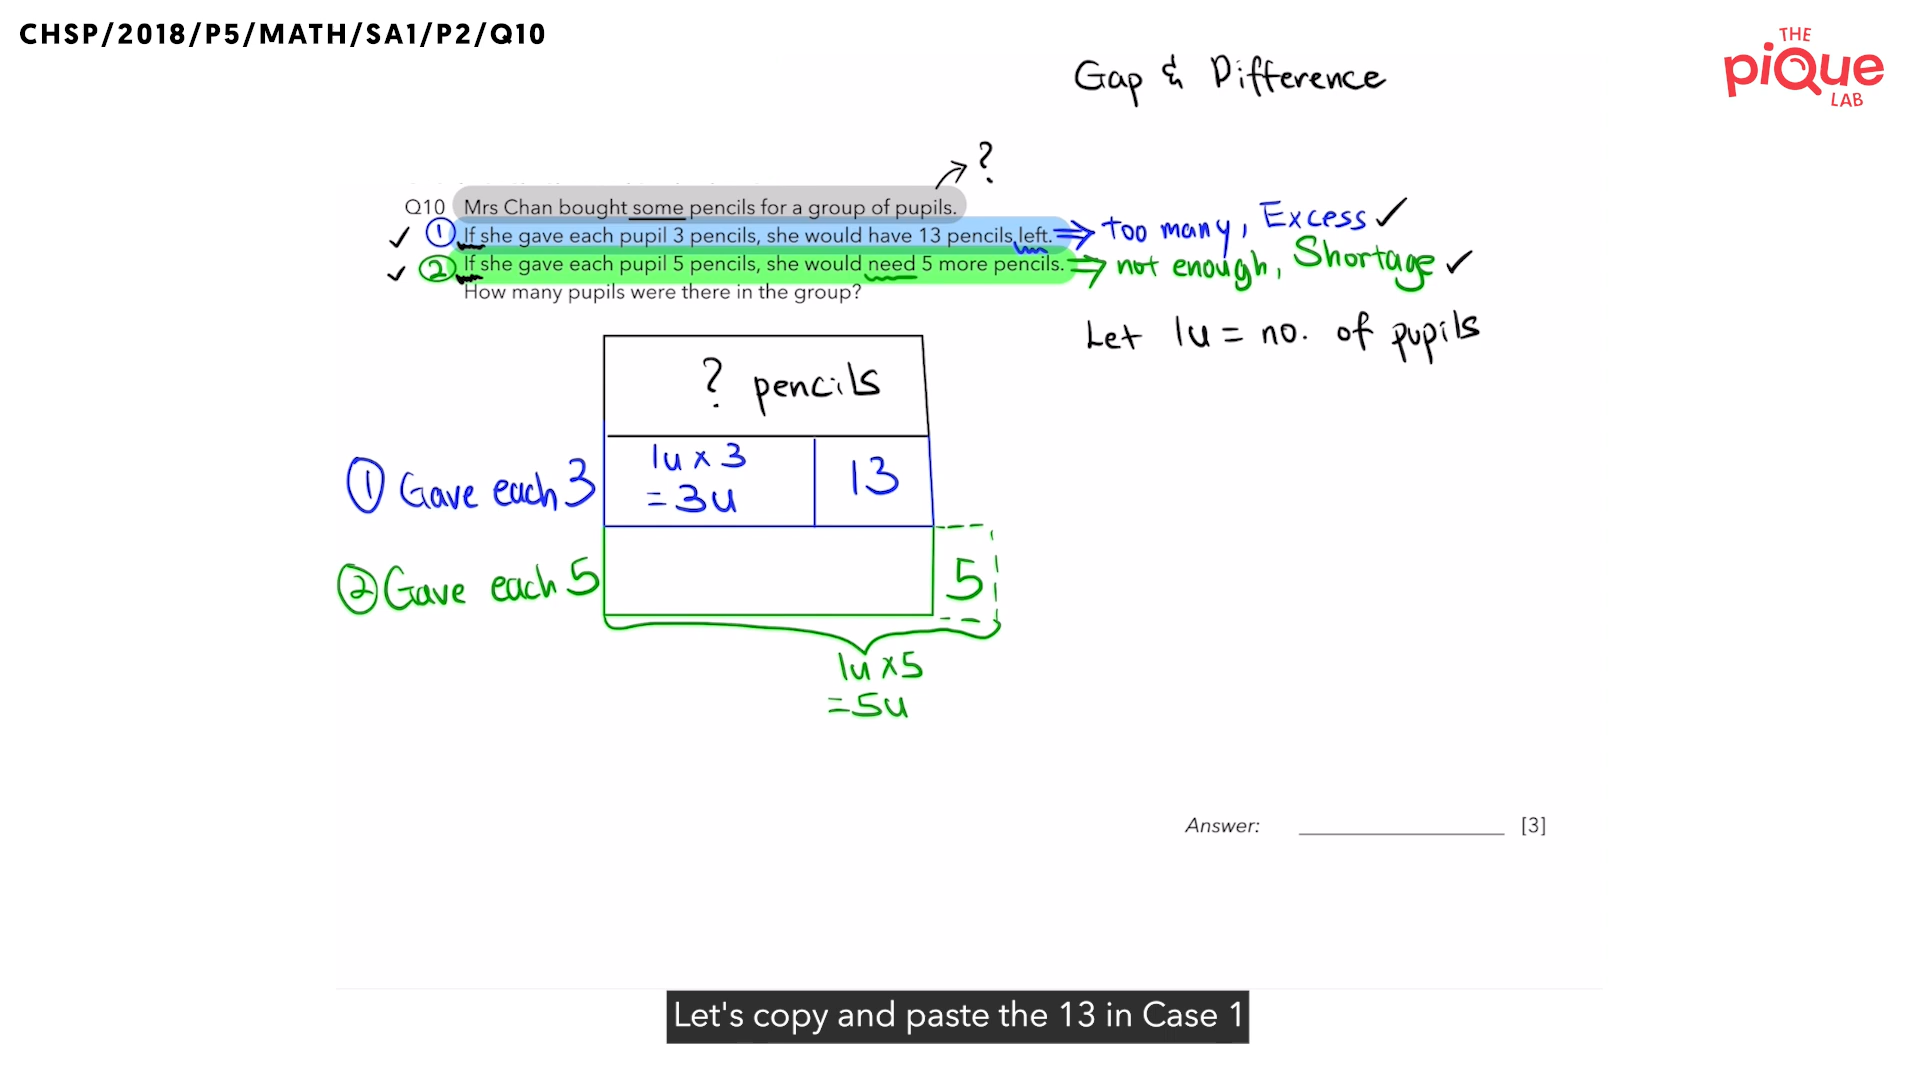 CHSP/2018/P5/MATH/SA1/P2/Q10
THE
piQue
LAB
Gap & Difference
?
Q10 Mrs Chan bought some pencils for a group of pupils.
① If she gave each pupil 3 pencils, she would have 13 pencils left. ⇒ too many, Excess ✓
② If she gave each pupil 5 pencils, she would need 5 more pencils. ⇒ not enough, Shortage ✓
How many pupils were there in the group?
Let 1u = no. of pupils
? pencils
① Gave each 3
1u x 3
= 3u
13
② Gave each 5
5
1u x 5
= 5u
Answer: ____________ [3]
Let's copy and paste the 13 in Case 1